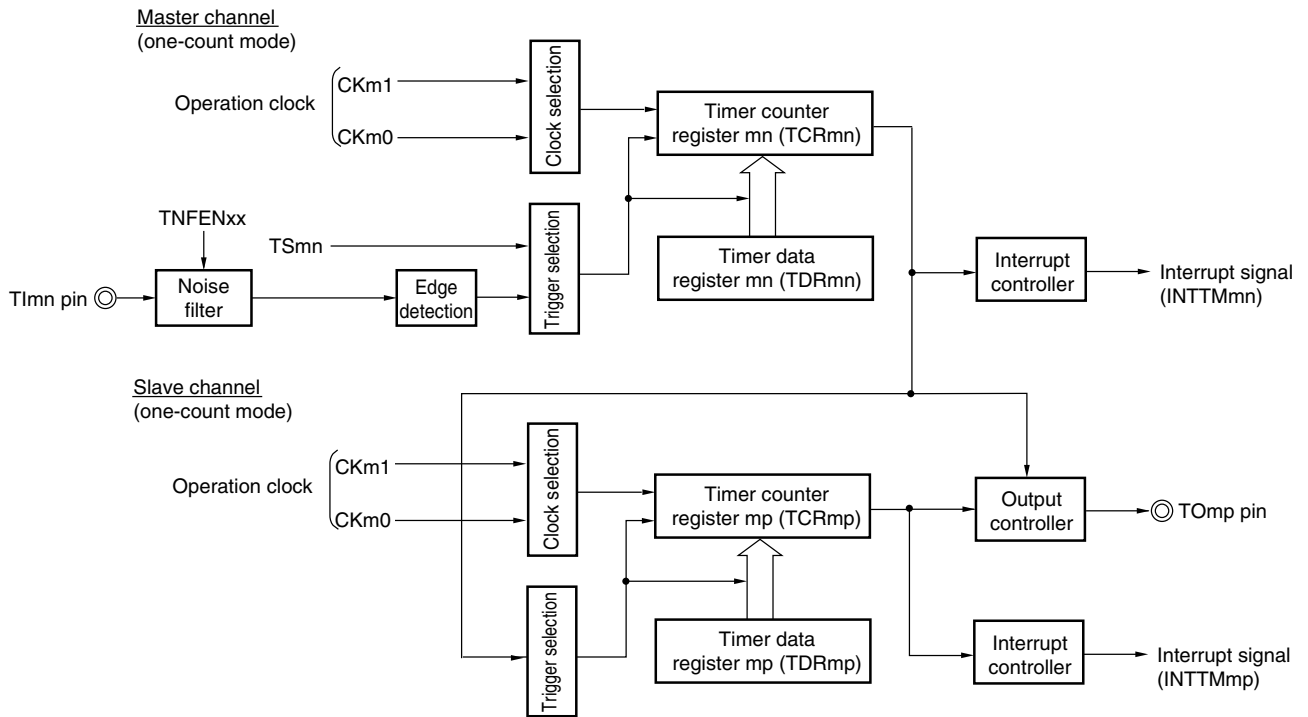 Master channel
(one-count mode)
Operation clock
CKm1
CKm0
Clock selection
Timer counter
register mn (TCRmn)
TNFENxx
TSmn
TImn pin
Noise
filter
Edge
detection
Trigger selection
Timer data
register mn (TDRmn)
Interrupt
controller
Interrupt signal
(INTTMmn)
Slave channel
(one-count mode)
Operation clock
CKm1
CKm0
Clock selection
Timer counter
register mp (TCRmp)
Output
controller
TOmp pin
Trigger selection
Timer data
register mp (TDRmp)
Interrupt
controller
Interrupt signal
(INTTMmp)